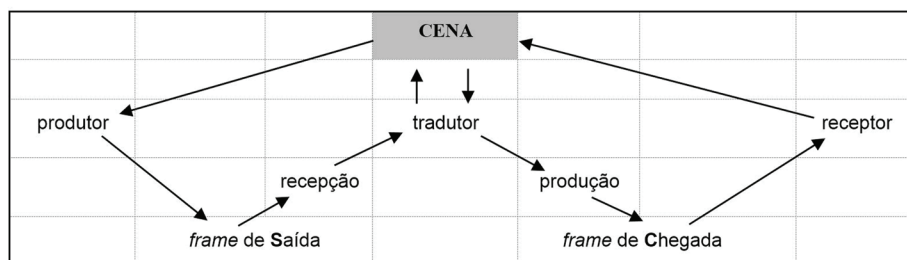 CENA
produtor
tradutor
receptor
recepção
produção
frame de Saída
frame de Chegada